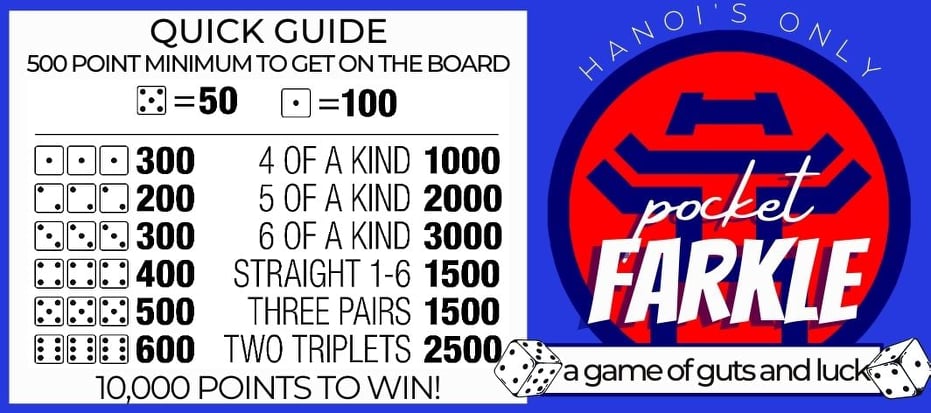 QUICK GUIDE
500 POINT MINIMUM TO GET ON THE BOARD
=50 =100
300 4 OF A KIND 1000
200 5 OF A KIND 2000
300 6 OF A KIND 3000
400 STRAIGHT 1-6 1500
500 THREE PAIRS 1500
600 TWO TRIPLETS 2500
10,000 POINTS TO WIN!
HANOI'S ONLY
pocket
FARKLE
a game of guts and luck